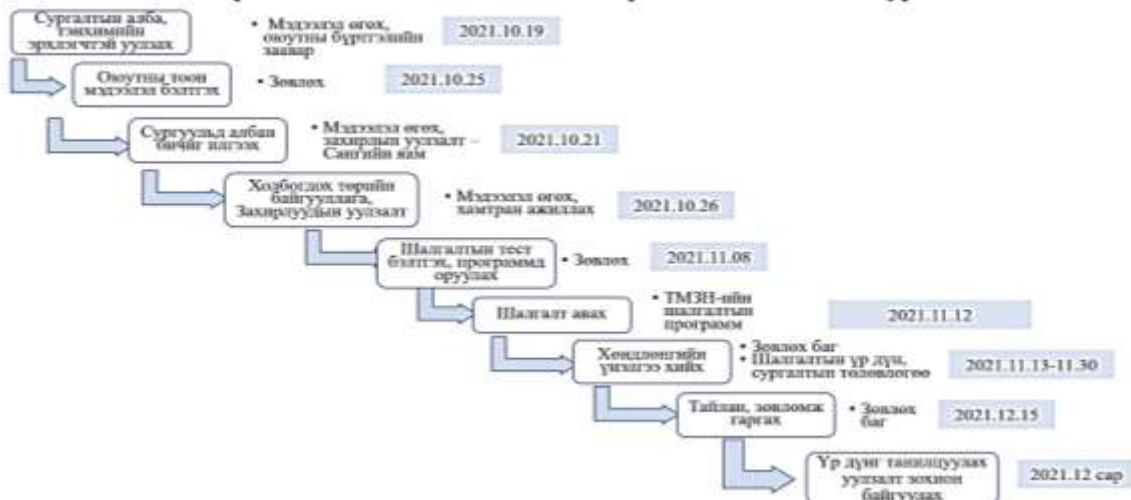 Сургалтын алба,
тэнхимийн
эрхлэгчтэй уулзах
• Мэдээлэл өгөх,
оюутны бүртгэлийн
заавар
2021.10.19
Оюутны тоон
мэдээлэл бэлтгэх
• Зөвлөх
2021.10.25
Сургуульд албан
бичиг илгээх
• Мэдээлэл өгөх,
захирлын уулзалт –
Сангийн яам
2021.10.21
Холбогдох төрийн
байгууллага,
Захирлуудын уулзалт
• Мэдээлэл өгөх,
хамтран ажиллах
2021.10.26
Шалгалтын тест
бэлтгэх, программд
оруулах
• Зөвлөх
2021.11.08
Шалгалт авах
• ТМЗН-ийн
шалгалтын
программ
2021.11.12
Хөндлөнгийн
үнэлгээ хийх
• Зөвлөх баг
• Шалгалтын үр дүн,
сургалтын төлөвлөгөө
2021.11.13-11.30
Тайлан, зөвлөмж
гаргах
• Зөвлөх
баг
2021.12.15
Үр дүнг танилцуулах
уулзалт зохион
байгуулах
2021.12 сар